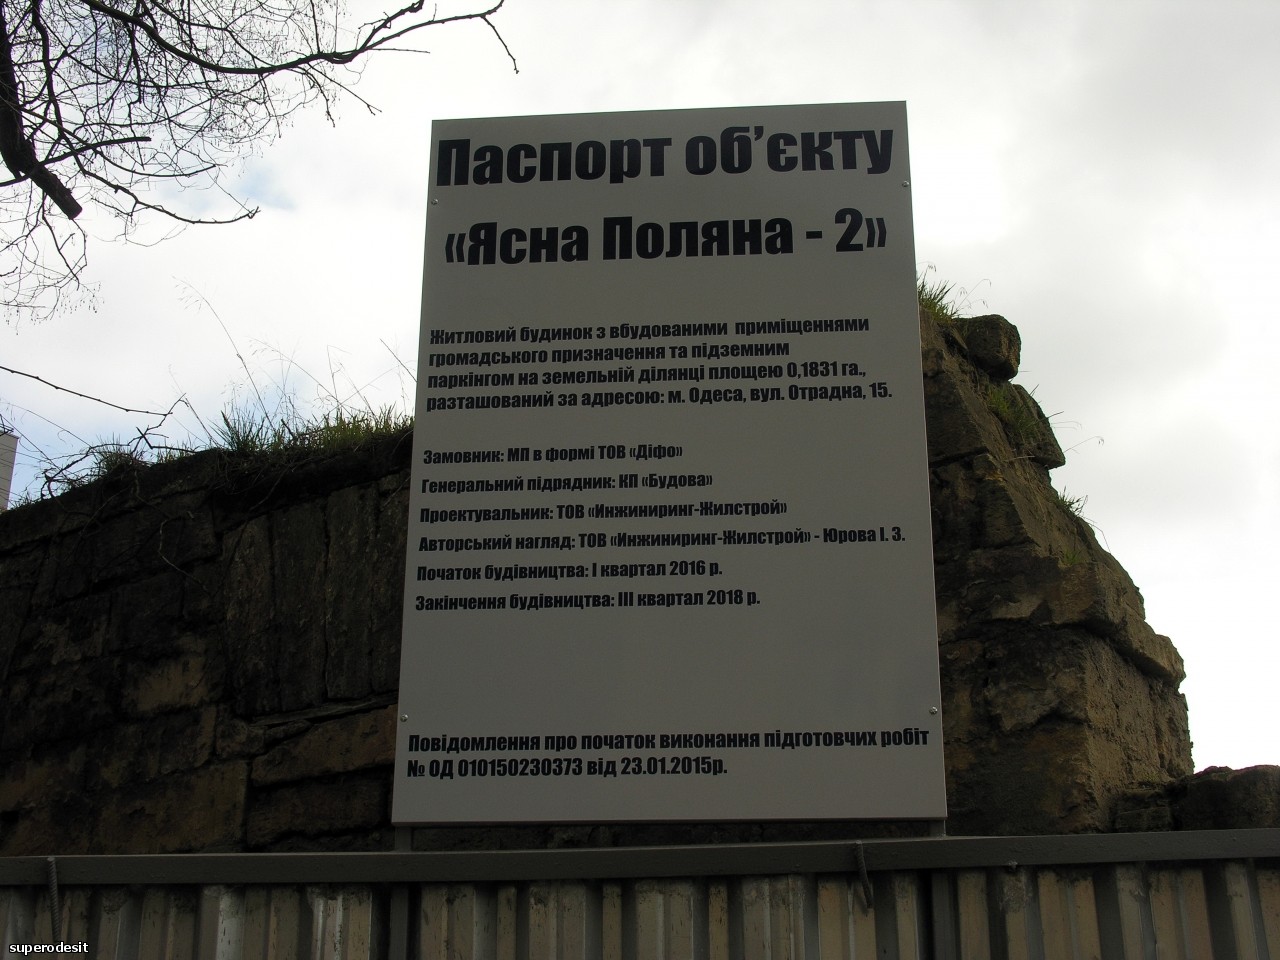 Паспорт об’єкту
«Ясна Поляна - 2»
Житловий будинок з вбудованими приміщеннями
громадського призначення та підземним
паркінгом на земельній ділянці площею 0,1831 га.,
разташований за адресою: м. Одеса, вул. Отрадна, 15.
Замовник: МП в формі ТОВ «Діфо»
Генеральний підрядник: КП «Будова»
Проектувальник: ТОВ «Инжиниринг-Жилстрой»
Авторський нагляд: ТОВ «Инжиниринг-Жилстрой» - Юрова І. З.
Початок будівництва: І квартал 2016 р.
Закінчення будівництва: ІІІ квартал 2018 р.
Повідомлення про початок виконання підготовчих робіт
№ ОД 010150230373 від 23.01.2015р.
superodesit